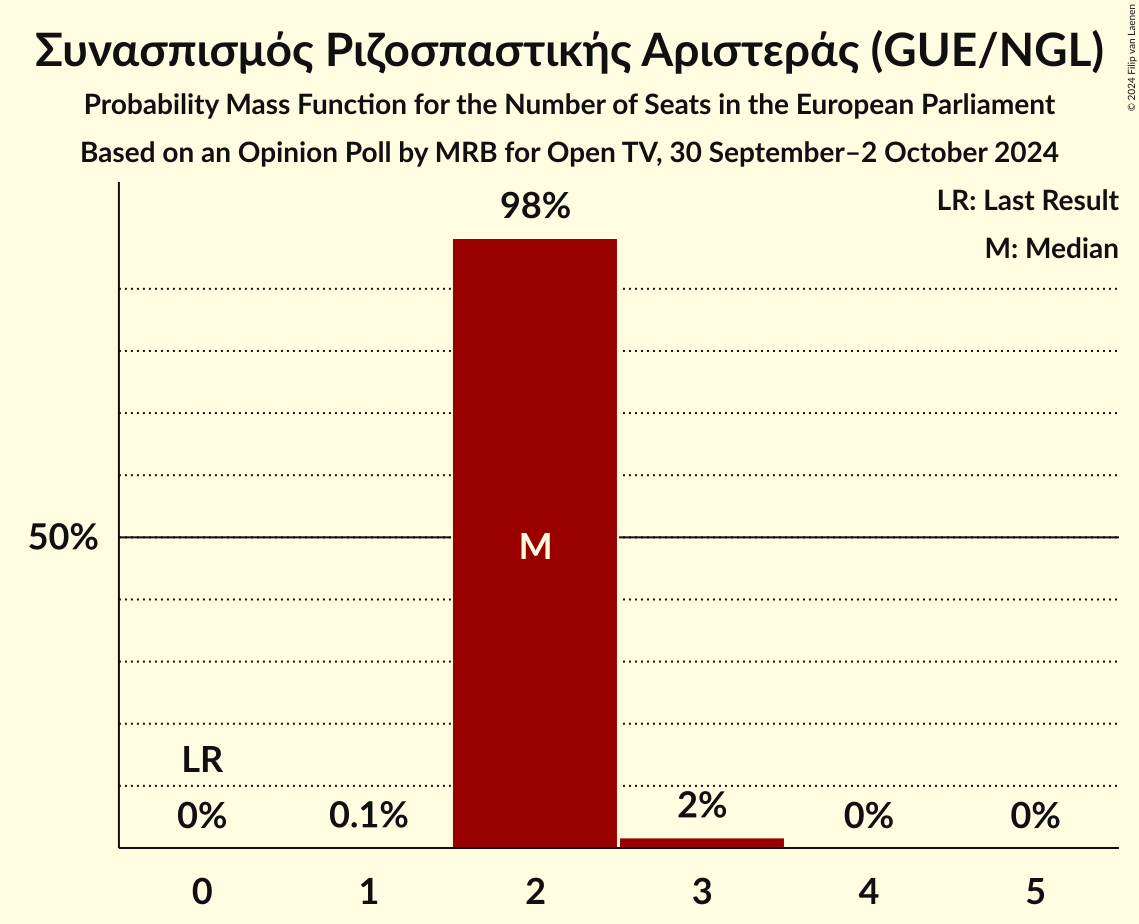 Συνασπισμός Ριζοσπαστικής Αριστεράς (GUE/NGL)
Probability Mass Function for the Number of Seats in the European Parliament
Based on an Opinion Poll by MRB for Open TV, 30 September–2 October 2024
© 2024 Filip van Laenen
LR: Last Result
M: Median
98%
50%
M
LR
0%
0.1%
2%
0%
0%
0
1
2
3
4
5